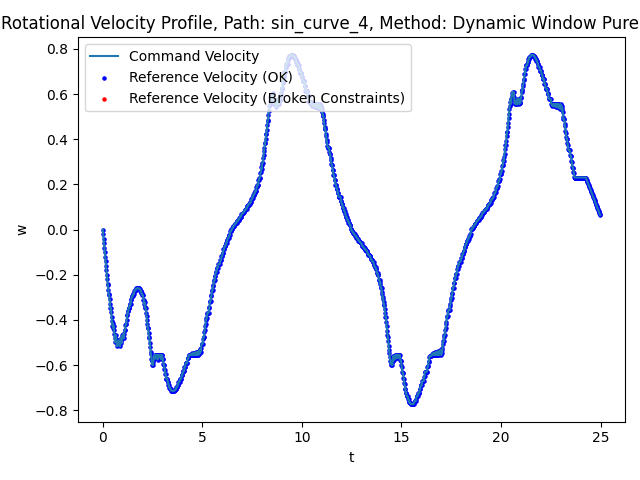 Rotational Velocity Profile, Path: sin_curve_4, Method: Dynamic Window Pure
Command Velocity
Reference Velocity (OK)
Reference Velocity (Broken Constraints)
0.8
0.6
0.4
0.2
0.0
−0.2
−0.4
−0.6
−0.8
w
0 5 10 15 20 25
t